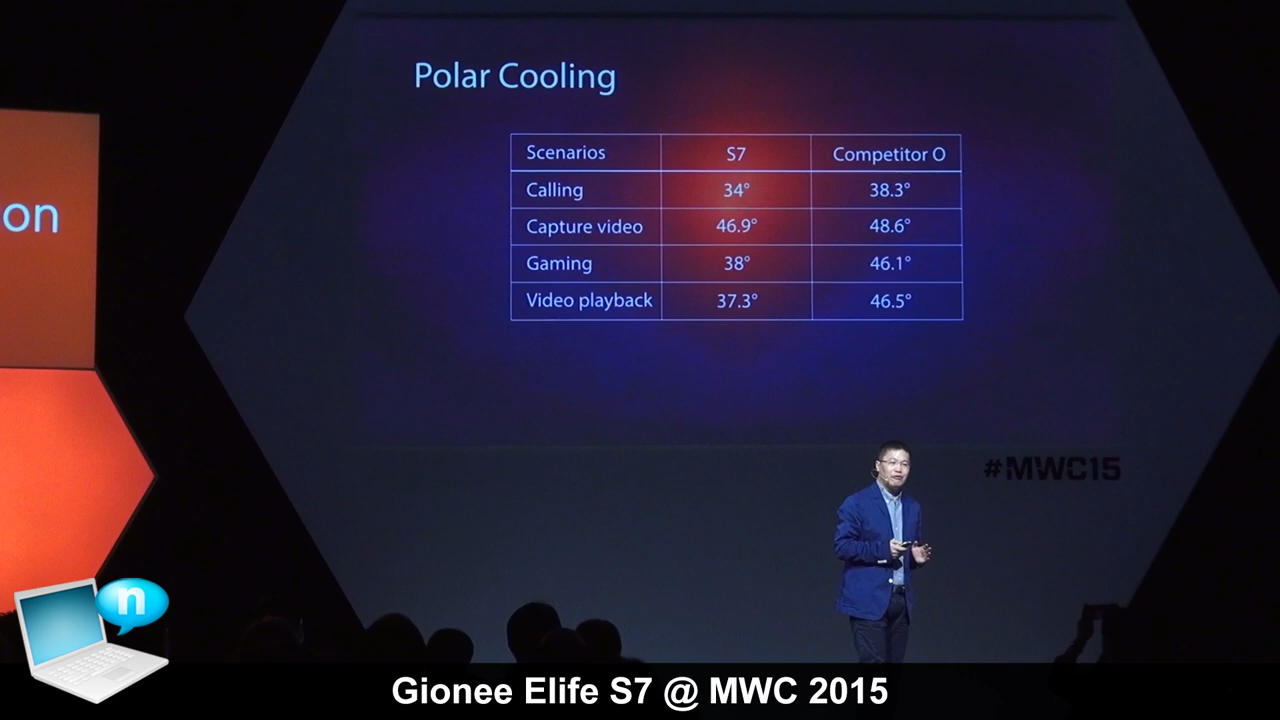 Polar Cooling
Scenarios S7 Competitor O
Calling 34° 38.3°
Capture video 46.9° 48.6°
Gaming 38° 46.1°
Video playback 37.3° 46.5°
on
#MWC15
n
Gionee Elife S7 @ MWC 2015